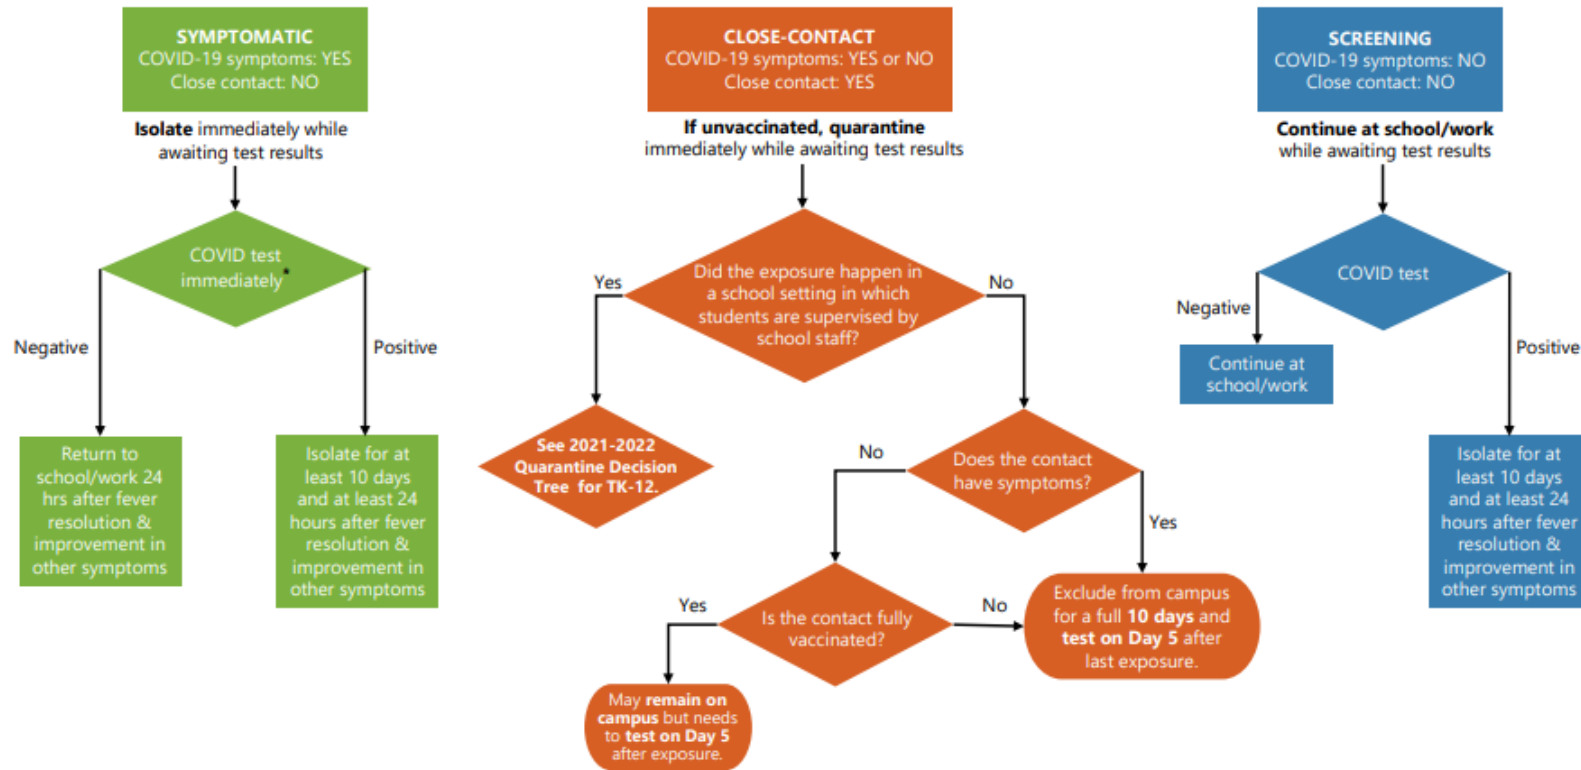 SYMPTOMATIC
COVID-19 symptoms: YES
Close contact: NO
Isolate immediately while
awaiting test results
COVID test
immediately*
Negative
Positive
Return to
school/work 24
hrs after fever
resolution &
improvement in
other symptoms
Isolate for at
least 10 days
and at least 24
hours after fever
resolution &
improvement in
other symptoms
CLOSE-CONTACT
COVID-19 symptoms: YES or NO
Close contact: YES
If unvaccinated, quarantine
immediately while awaiting test results
Did the exposure happen in
a school setting in which
students are supervised by
school staff?
Yes
No
See 2021-2022
Quarantine Decision
Tree for TK-12.
Does the contact
have symptoms?
No
Yes
Is the contact fully
vaccinated?
Yes
No
May remain on
campus but needs
to test on Day 5
after exposure.
Exclude from campus
for a full 10 days and
test on Day 5 after
last exposure.
SCREENING
COVID-19 symptoms: NO
Close contact: NO
Continue at school/work
while awaiting test results
COVID test
Negative
Positive
Continue at
school/work
Isolate for at
least 10 days
and at least 24
hours after fever
resolution &
improvement in
other symptoms